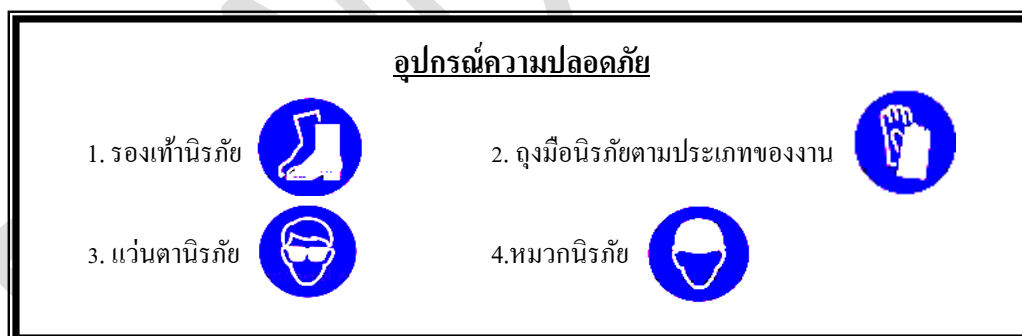 อุปกรณ์ความปลอดภัย
1. รองเท้านิรภัย 2. ถุงมือนิรภัยตามประเภทของงาน
3. แว่นตานิรภัย 4.หมวกนิรภัย